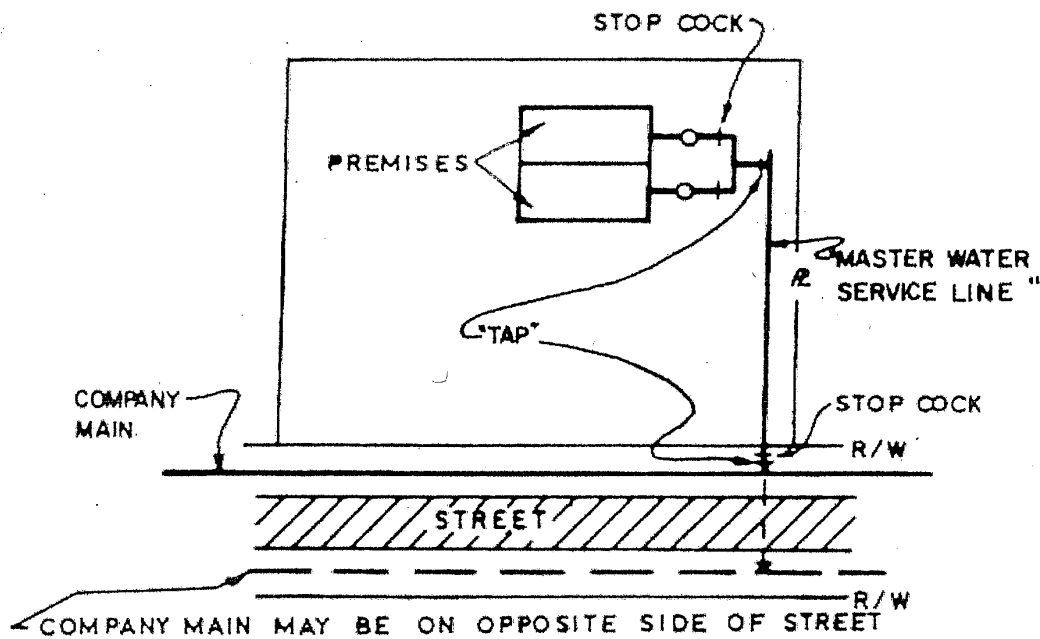 STOP COCK
PREMISES
"MASTER WATER
SERVICE LINE"
PL
"TAP"
COMPANY
MAIN
STOP COCK
R/W
STREET
R/W
COMPANY MAIN MAY BE ON OPPOSITE SIDE OF STREET